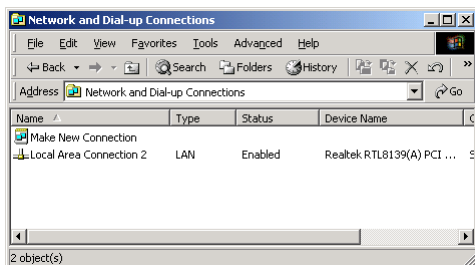 Network and Dial-up Connections
File Edit View Favorites Tools Advanced Help
Back Search Folders History »
Address Network and Dial-up Connections Go
Name Type Status Device Name
Make New Connection
Local Area Connection 2 LAN Enabled Realtek RTL8139(A) PCI ...
2 object(s)